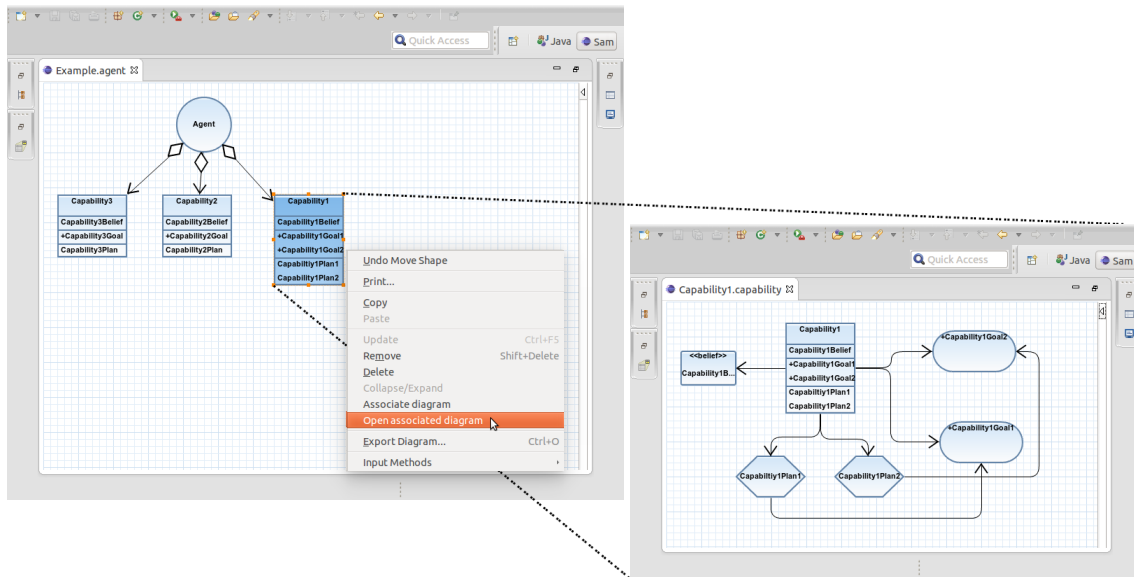 Quick Access
Java
Sam
Example.agent
Agent
Capability3
Capability3Belief
+Capability3Goal
Capability3Plan
Capability2
Capability2Belief
+Capability2Goal
Capability2Plan
Capability1
Capability1Belief
+Capability1Goal1
+Capability1Goal2
Capabiltiy1Plan1
Capability1Plan2
Undo Move Shape
Print...
Copy
Paste
Update Ctrl+F5
Remove Shift+Delete
Delete
Collapse/Expand
Associate diagram
Open associated diagram
Export Diagram... Ctrl+O
Input Methods
Quick Access
Java
Sam
Capability1.capability
Capability1
Capability1Belief
+Capability1Goal1
+Capability1Goal2
Capabiltiy1Plan1
Capability1Plan2
<<belief>>
Capability1B...
+Capability1Goal2
+Capability1Goal1
Capabiltiy1Plan1
Capability1Plan2